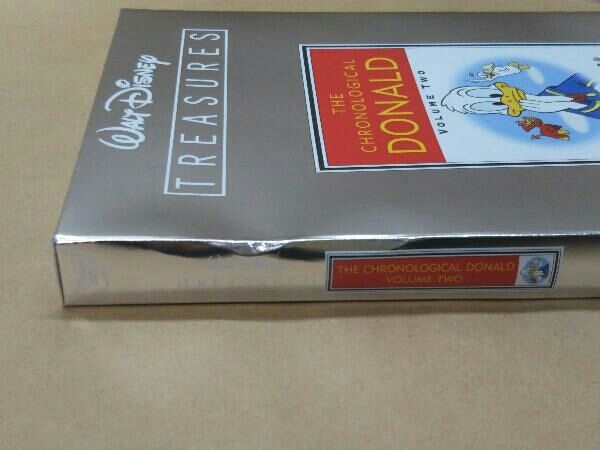 WALT DISNEY
TREASURES
THE
CHRONOLOGICAL
DONALD
VOLUME TWO
THE CHRONOLOGICAL DONALD
VOLUME TWO